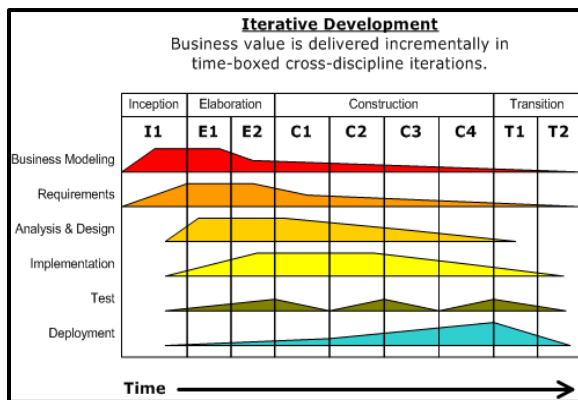 Iterative Development
Business value is delivered incrementally in
time-boxed cross-discipline iterations.
Inception Elaboration Construction Transition
I1 E1 E2 C1 C2 C3 C4 T1 T2
Business Modeling
Requirements
Analysis & Design
Implementation
Test
Deployment
Time